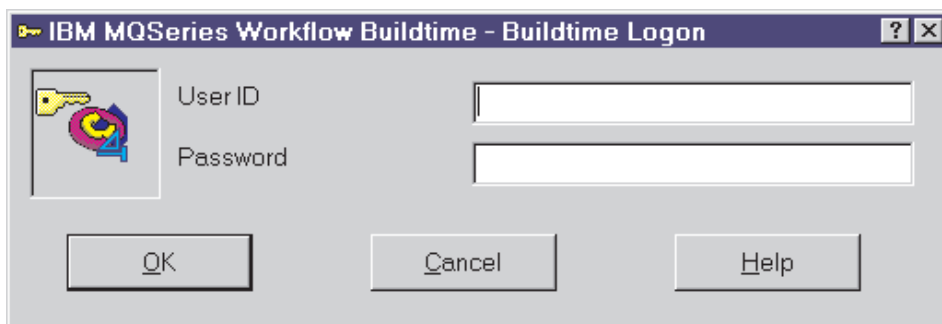 IBM MQSeries Workflow Buildtime - Buildtime Logon
User ID
Password
OK
Cancel
Help